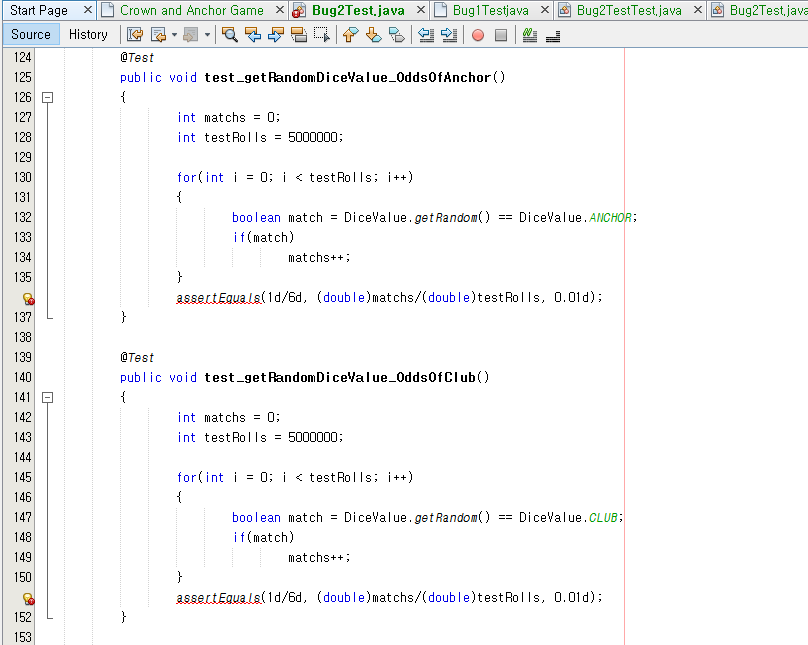 Start Page Crown and Anchor Game Bug2Test.java Bug1Testjava Bug2TestTest.java Bug2Test.java
Source History
124 @Test
125 public void test_getRandomDiceValue_OddsOfAnchor()
126 {
127 int matchs = 0;
128 int testRolls = 5000000;
129
130 for(int i = 0; i < testRolls; i++)
131 {
132 boolean match = DiceValue.getRandom() == DiceValue.ANCHOR;
133 if(match)
134 matchs++;
135 }
assertEquals(1d/6d, (double)matchs/(double)testRolls, 0.01d);
137 }
138
139 @Test
140 public void test_getRandomDiceValue_OddsOfClub()
141 {
142 int matchs = 0;
143 int testRolls = 5000000;
144
145 for(int i = 0; i < testRolls; i++)
146 {
147 boolean match = DiceValue.getRandom() == DiceValue.CLUB;
148 if(match)
149 matchs++;
150 }
assertEquals(1d/6d, (double)matchs/(double)testRolls, 0.01d);
152 }
153